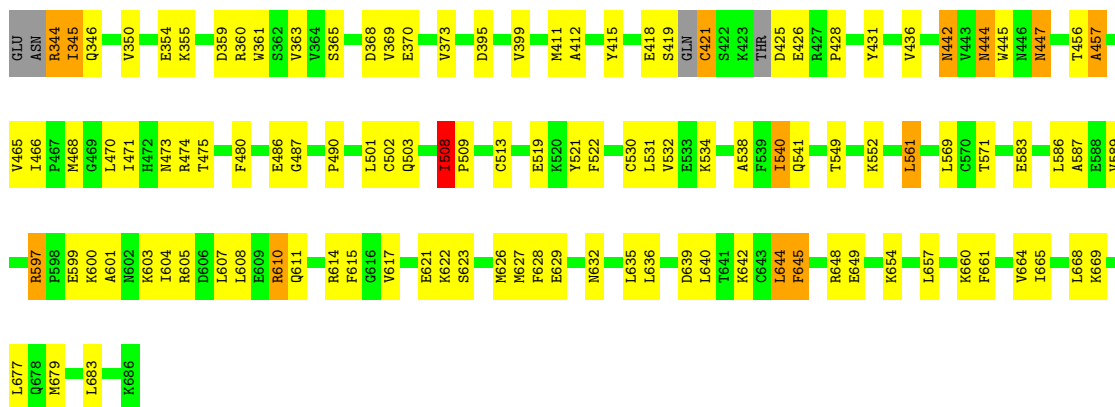 GLU ASN R344 I345 Q346 V350 E354 K355 D359 R360 W361 S362 V363 V364 S365 D368 V369 E370 V373 D395 V399 M411 A412 Y415 E418 S419 GLN C421 S422 K423 THR D425 E426 R427 P428 Y431 V436 N442 V443 N444 W445 N446 N447 T456 A457
V465 I466 P467 M468 G469 L470 I471 H472 N473 R474 T475 F480 E486 G487 P490 L501 C502 Q503 I508 P509 C513 E519 K520 Y521 F522 C530 L531 V532 E533 K534 A538 F539 I540 Q541 T549 K552 L561 L569 C570 T571 E583 L586 A587 E588 V589
R597 P598 E599 K600 A601 N602 K603 I604 R605 D606 L607 L608 E609 R610 Q611 R614 F615 G616 V617 E621 K622 S623 M626 M627 F628 E629 N632 L635 L636 D639 L640 T641 K642 C643 L644 F645 R648 E649 K654 L657 K660 F661 V664 I665 L668 K669
L677 Q678 M679 L683 K686